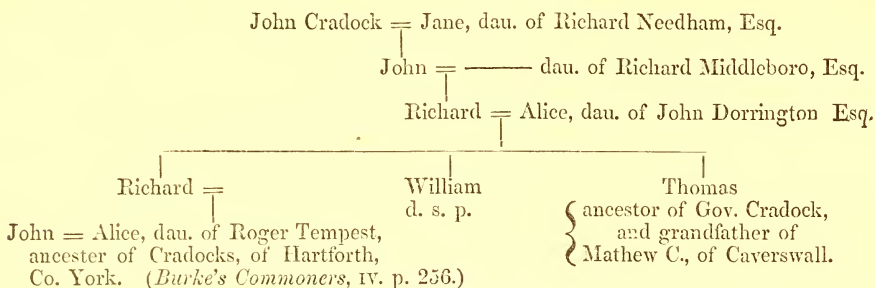 John Cradock = Jane, dau. of Richard Needham, Esq.
John = ——— dau. of Richard Middleboro, Esq.
Richard = Alice, dau. of John Dorrington Esq.
Richard =
William
d. s. p.
Thomas
ancestor of Gov. Cradock,
and grandfather of
Mathew C., of Caverswall.
John = Alice, dau. of Roger Tempest,
ancestor of Cradocks, of Hartforth,
Co. York. (Burke's Commoners, IV. p. 256.)